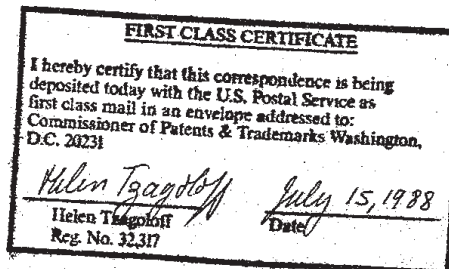 FIRST CLASS CERTIFICATE
I hereby certify that this correspondence is being
deposited today with the U.S. Postal Service as
first class mail in an envelope addressed to:
Commissioner of Patents & Trademarks Washington,
D.C. 20231
Helen Tzagoloff July 15, 1988
Helen Tzagoloff Date
Reg. No. 32,317